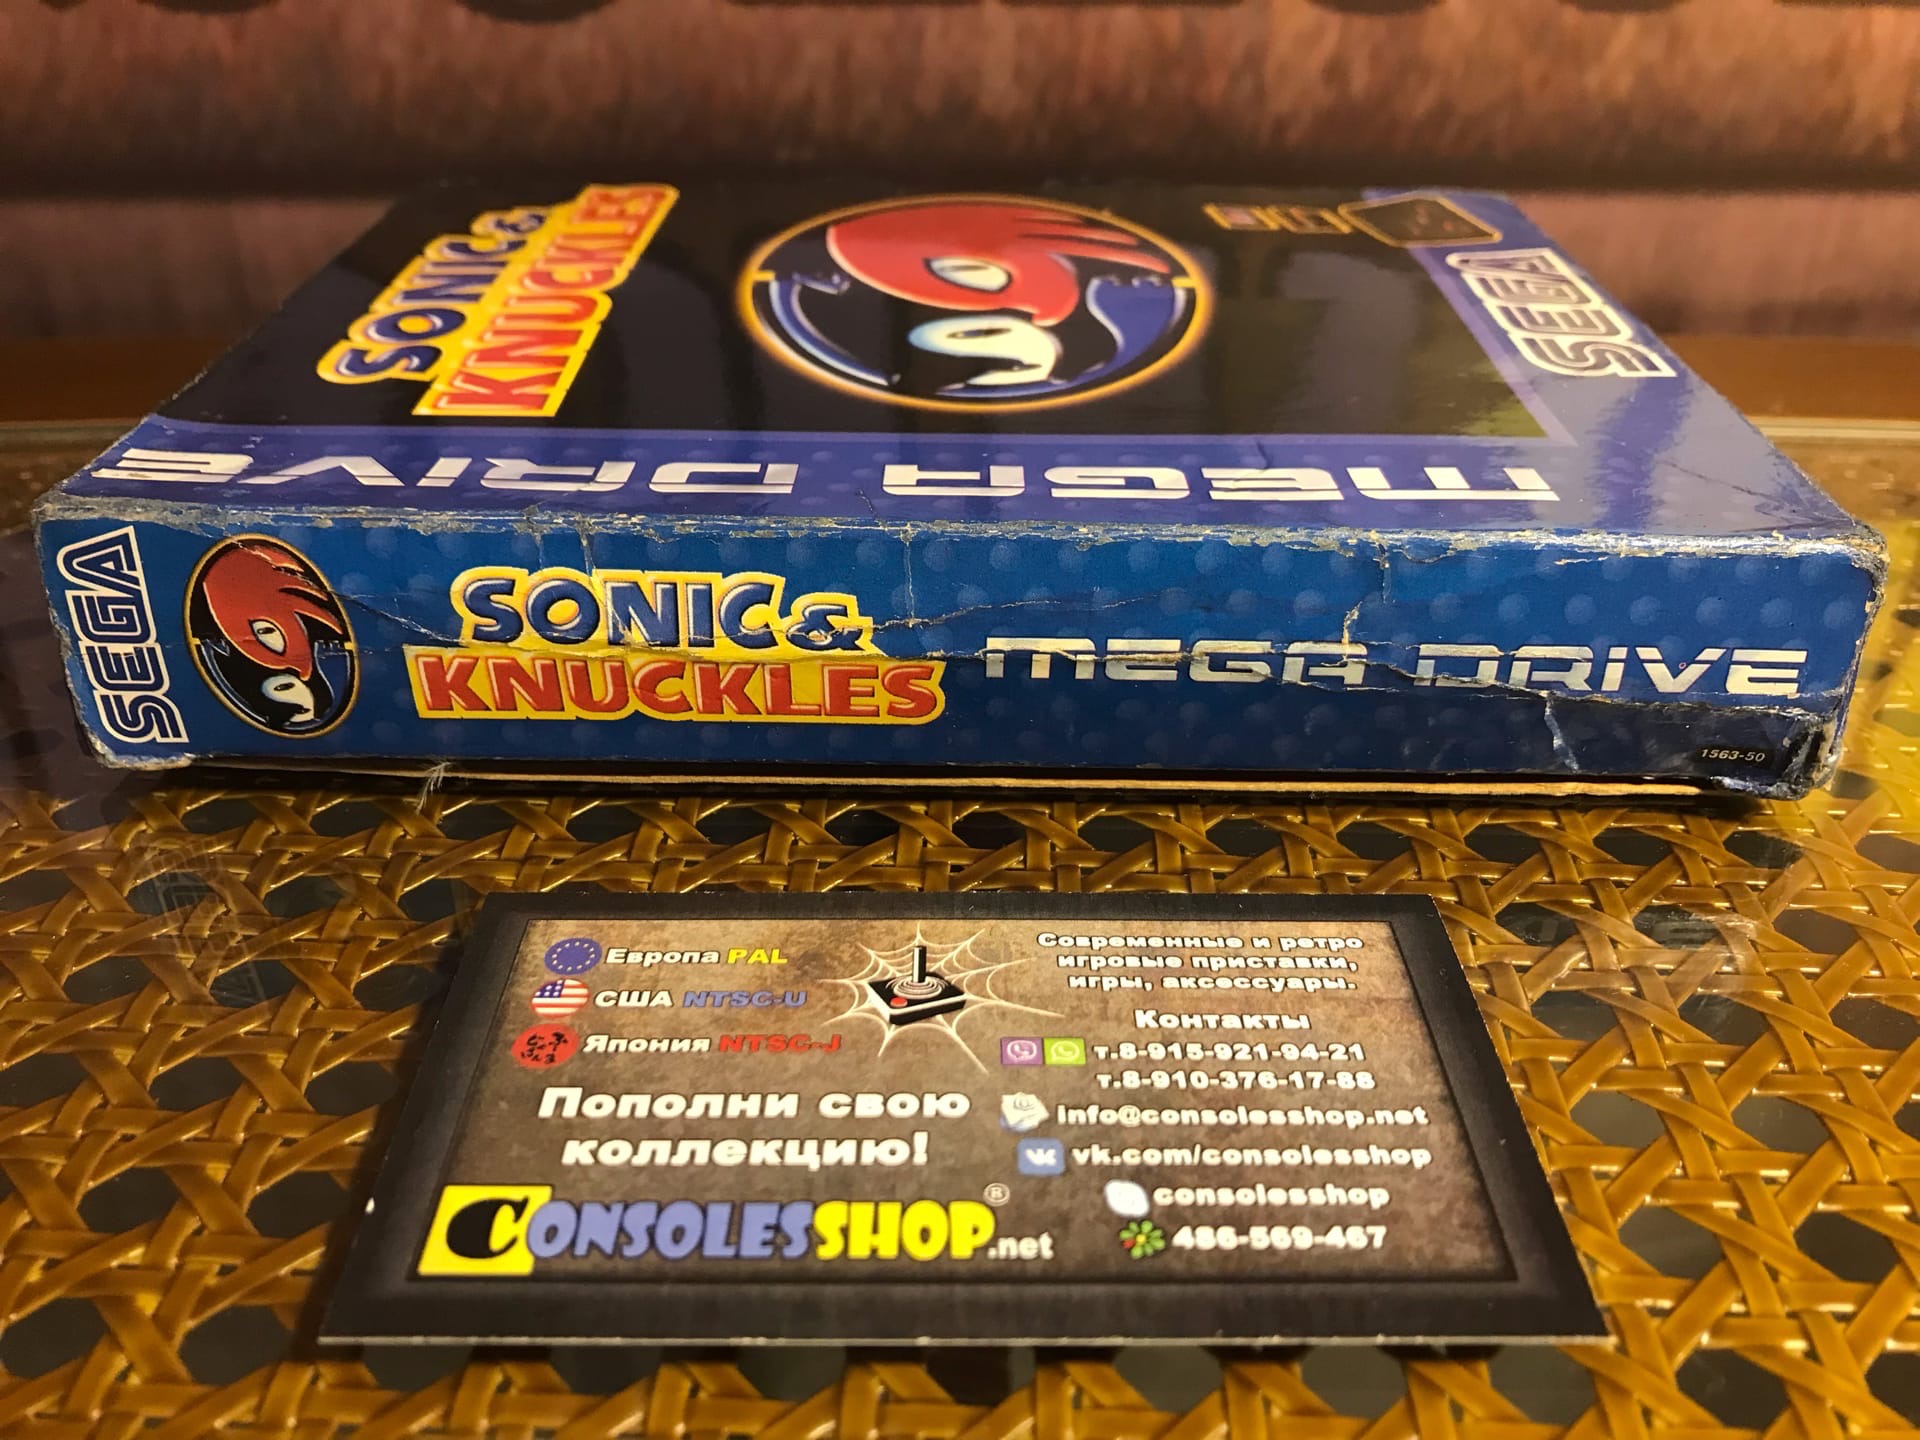 SONIC &
KNUCKLES
SEGA
MEGA DRIVE
SEGA
SONIC &
KNUCKLES
MEGA DRIVE
1563-50
Европа PAL
США NTSC-U
Япония NTSC-J
Пополни свою
коллекцию!
CONSOLESSHOP.net
®
Современные и ретро
игровые приставки,
игры, аксессуары.
Контакты
т.8-915-921-94-21
т.8-910-376-17-88
info@consolesshop.net
vk.com/consolesshop
consolesshop
486-569-467